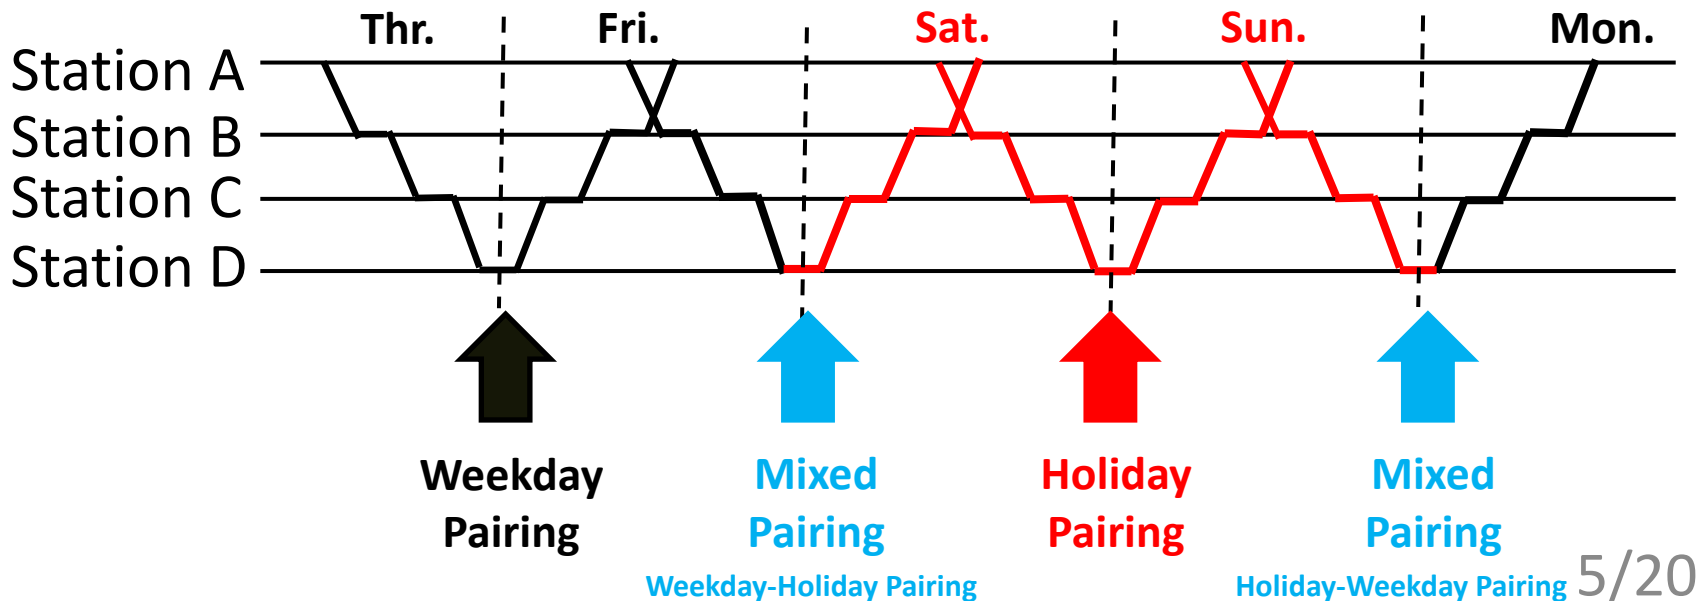 Thr. Fri. Sat. Sun. Mon.
Station A
Station B
Station C
Station D
Weekday
Pairing
Mixed
Pairing
Weekday-Holiday Pairing
Holiday
Pairing
Mixed
Pairing
Holiday-Weekday Pairing
5/20